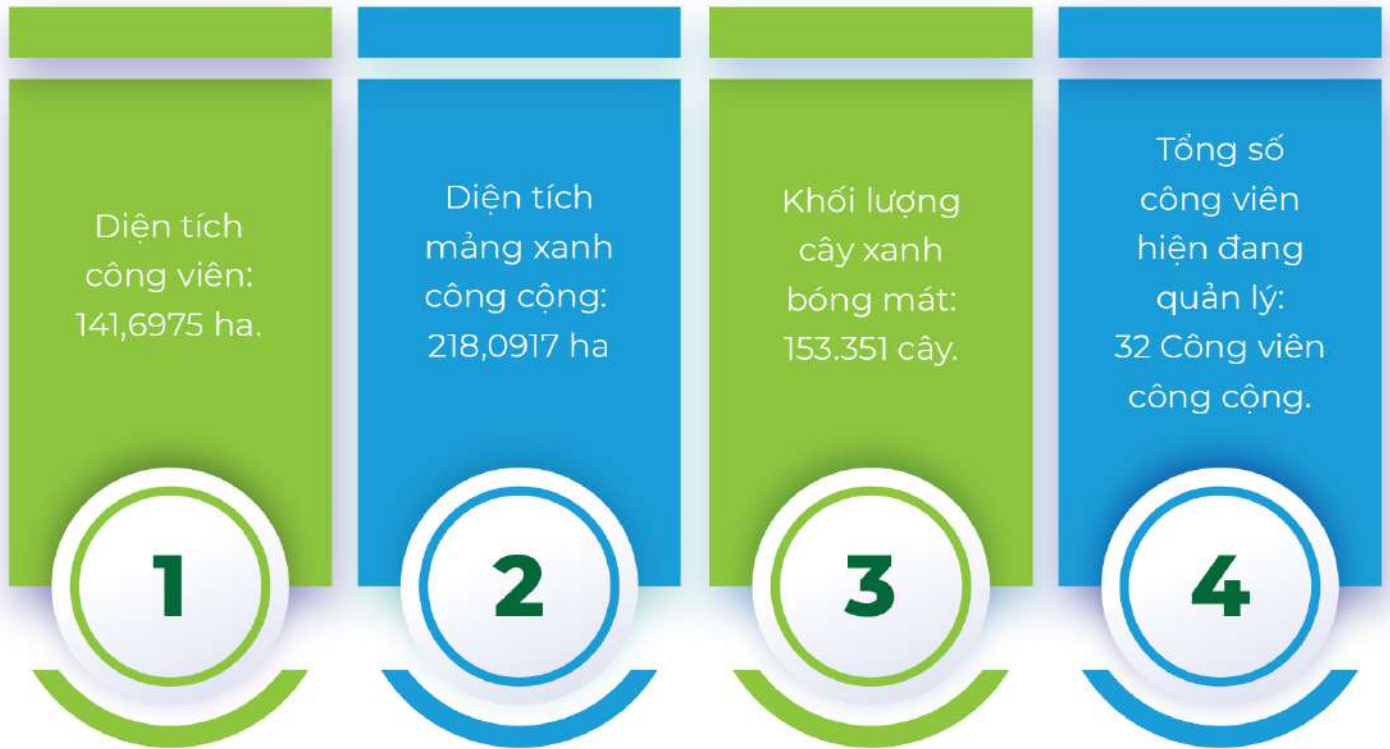 Diện tích
công viên:
141,6975 ha.
1
Diện tích
mảng xanh
công cộng:
218,0917 ha
2
Khối lượng
cây xanh
bóng mát:
153.351 cây.
3
Tổng số
công viên
hiện đang
quản lý:
32 Công viên
công cộng.
4